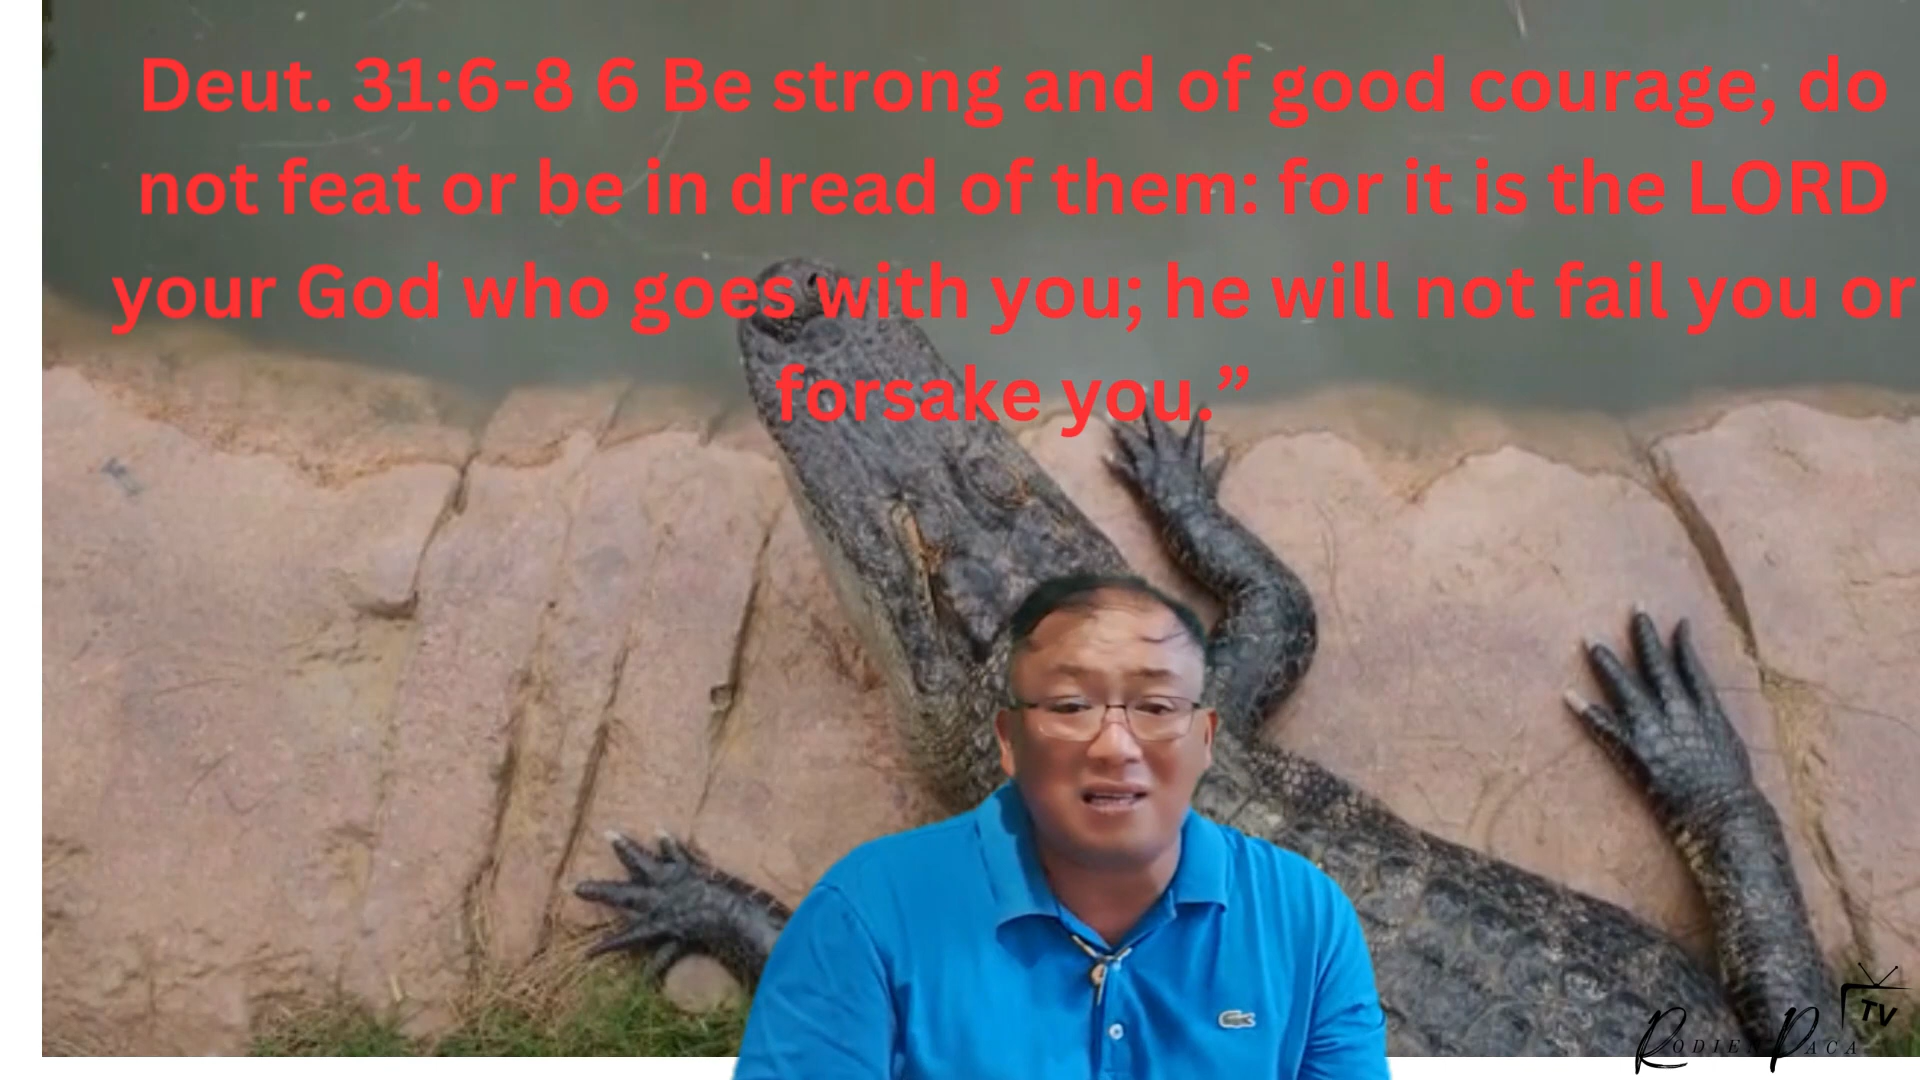 Deut. 31:6-8 6 Be strong and of good courage, do
not feat or be in dread of them: for it is the LORD
your God who goes with you; he will not fail you or
forsake you.”
TV
RODIEL PACA